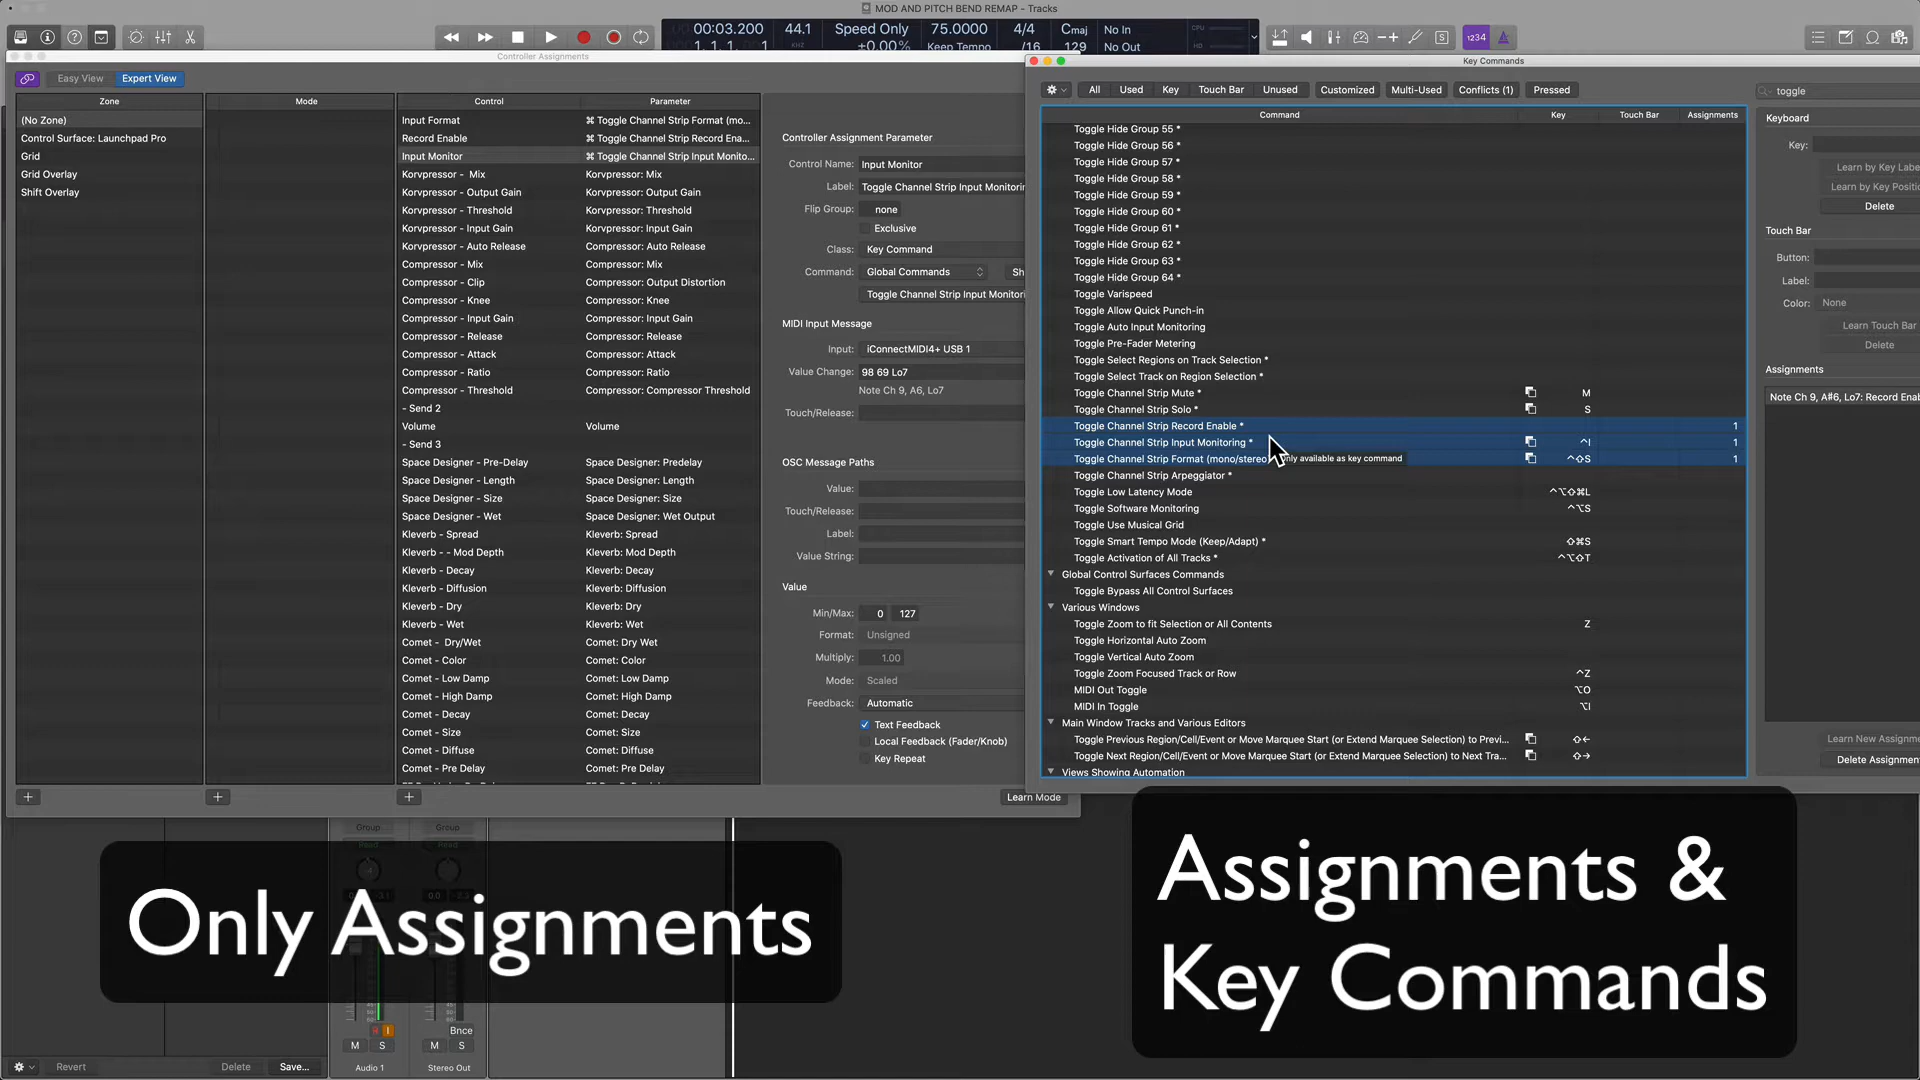 MOD AND PITCH BEND REMAP - Tracks
00:03.200
44.1
Speed Only
75.0000
4/4
Cmaj
No In
CPU
1. 1. 1. 1
KHZ
±0.00%
Keep Tempo
/16
129
No Out
HD
1234
Controller Assignments
Easy View
Expert View
Zone
Mode
Control
Parameter
(No Zone)
Control Surface: Launchpad Pro
Grid
Grid Overlay
Shift Overlay
Input Format
⌘ Toggle Channel Strip Format (mo...
Record Enable
⌘ Toggle Channel Strip Record Ena...
Input Monitor
⌘ Toggle Channel Strip Input Monito...
Korvpressor - Mix
Korvpressor: Mix
Korvpressor - Output Gain
Korvpressor: Output Gain
Korvpressor - Threshold
Korvpressor: Threshold
Korvpressor - Input Gain
Korvpressor: Input Gain
Korvpressor - Auto Release
Compressor: Auto Release
Compressor - Mix
Compressor: Mix
Compressor - Clip
Compressor: Output Distortion
Compressor - Knee
Compressor: Knee
Compressor - Input Gain
Compressor: Input Gain
Compressor - Release
Compressor: Release
Compressor - Attack
Compressor: Attack
Compressor - Ratio
Compressor: Ratio
Compressor - Threshold
Compressor: Compressor Threshold
- Send 2
Volume
Volume
- Send 3
Space Designer - Pre-Delay
Space Designer: Predelay
Space Designer - Length
Space Designer: Length
Space Designer - Size
Space Designer: Size
Space Designer - Wet
Space Designer: Wet Output
Kleverb - Spread
Kleverb: Spread
Kleverb - - Mod Depth
Kleverb: Mod Depth
Kleverb - Decay
Kleverb: Decay
Kleverb - Diffusion
Kleverb: Diffusion
Kleverb - Dry
Kleverb: Dry
Kleverb - Wet
Kleverb: Wet
Comet - Dry/Wet
Comet: Dry Wet
Comet - Color
Comet: Color
Comet - Low Damp
Comet: Low Damp
Comet - High Damp
Comet: High Damp
Comet - Decay
Comet: Decay
Comet - Size
Comet: Size
Comet - Diffuse
Comet: Diffuse
Comet - Pre Delay
Comet: Pre Delay
Controller Assignment Parameter
Control Name: Input Monitor
Label: Toggle Channel Strip Input Monitorin
Flip Group: none
Exclusive
Class: Key Command
Command: Global Commands
Sh
Toggle Channel Strip Input Monitori
MIDI Input Message
Input: iConnectMIDI4+ USB 1
Value Change: 98 69 Lo7
Note Ch 9, A6, Lo7
Touch/Release:
OSC Message Paths
Value:
Touch/Release:
Label:
Value String:
Value
Min/Max: 0 127
Format: Unsigned
Multiply: 1.00
Mode: Scaled
Feedback: Automatic
Text Feedback
Local Feedback (Fader/Knob)
Key Repeat
Learn Mode
Key Commands
All
Used
Key
Touch Bar
Unused
Customized
Multi-Used
Conflicts (1)
Pressed
toggle
Command
Key
Touch Bar
Assignments
Toggle Hide Group 55 *
Toggle Hide Group 56 *
Toggle Hide Group 57 *
Toggle Hide Group 58 *
Toggle Hide Group 59 *
Toggle Hide Group 60 *
Toggle Hide Group 61 *
Toggle Hide Group 62 *
Toggle Hide Group 63 *
Toggle Hide Group 64 *
Toggle Varispeed
Toggle Allow Quick Punch-in
Toggle Auto Input Monitoring
Toggle Pre-Fader Metering
Toggle Select Regions on Track Selection *
Toggle Select Track on Region Selection *
Toggle Channel Strip Mute * M
Toggle Channel Strip Solo * S
Toggle Channel Strip Record Enable * 1
Toggle Channel Strip Input Monitoring * ⌃I 1
Toggle Channel Strip Format (mono/stereo ⌃⇧S 1
only available as key command
Toggle Channel Strip Arpeggiator *
Toggle Low Latency Mode ⌃⌥⇧⌘L
Toggle Software Monitoring ⌃⌥S
Toggle Use Musical Grid
Toggle Smart Tempo Mode (Keep/Adapt) * ⇧⌘S
Toggle Activation of All Tracks * ⌃⌥⇧T
Global Control Surfaces Commands
Toggle Bypass All Control Surfaces
Various Windows
Toggle Zoom to fit Selection or All Contents Z
Toggle Horizontal Auto Zoom
Toggle Vertical Auto Zoom
Toggle Zoom Focused Track or Row ⌃Z
MIDI Out Toggle ⌥O
MIDI In Toggle ⌥I
Main Window Tracks and Various Editors
Toggle Previous Region/Cell/Event or Move Marquee Start (or Extend Marquee Selection) to Previ... ⇧←
Toggle Next Region/Cell/Event or Move Marquee Start (or Extend Marquee Selection) to Next Tra... ⇧→
Views Showing Automation
Keyboard
Key:
Learn by Key Labe
Learn by Key Positio
Delete
Touch Bar
Button:
Label:
Color: None
Learn Touch Bar
Delete
Assignments
Note Ch 9, A#6, Lo7: Record Enab
Learn New Assignme
Delete Assignment
Group
Group
Read
Read
Only Assignments
Assignments &
Key Commands
R I
Bnce
M S
M S
Audio 1
Stereo Out
Revert
Delete
Save...